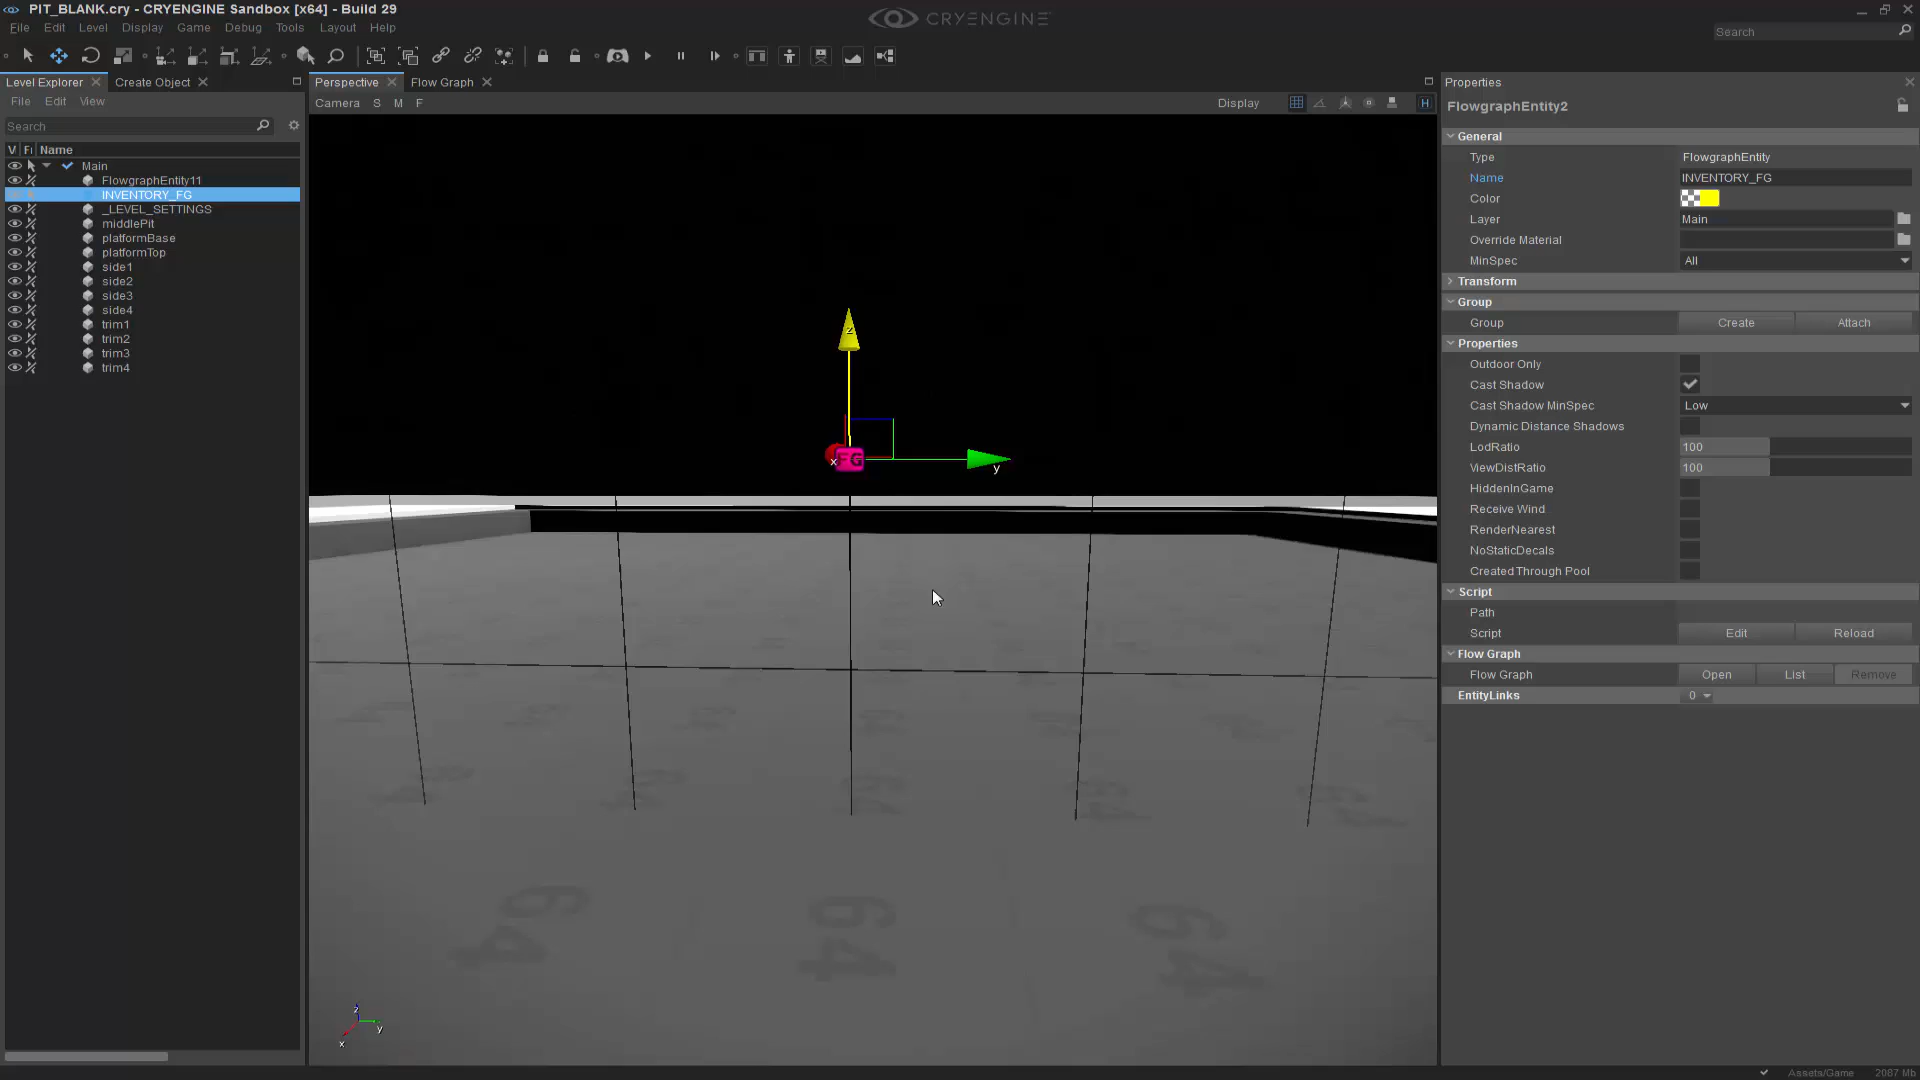 PIT_BLANK.cry - CRYENGINE Sandbox [x64] - Build 29
CRYENGINE
File Edit Level Display Game Debug Tools Layout Help
Search
Level Explorer
Create Object
Perspective
Flow Graph
Properties
File Edit View
Camera S M F
Display
H
FlowgraphEntity2
Search
V Fi Name
Main
FlowgraphEntity11
INVENTORY_FG
_LEVEL_SETTINGS
middlePit
platformBase
platformTop
side1
side2
side3
side4
trim1
trim2
trim3
trim4
z
FG
x
y
64
64
64
z
y
x
General
Type FlowgraphEntity
Name INVENTORY_FG
Color
Layer Main
Override Material
MinSpec All
Transform
Group
Group Create Attach
Properties
Outdoor Only
Cast Shadow
Cast Shadow MinSpec Low
Dynamic Distance Shadows
LodRatio 100
ViewDistRatio 100
HiddenInGame
Receive Wind
RenderNearest
NoStaticDecals
Created Through Pool
Script
Path
Script Edit Reload
Flow Graph
Flow Graph Open List Remove
EntityLinks 0
Assets/Game 2087 Mb